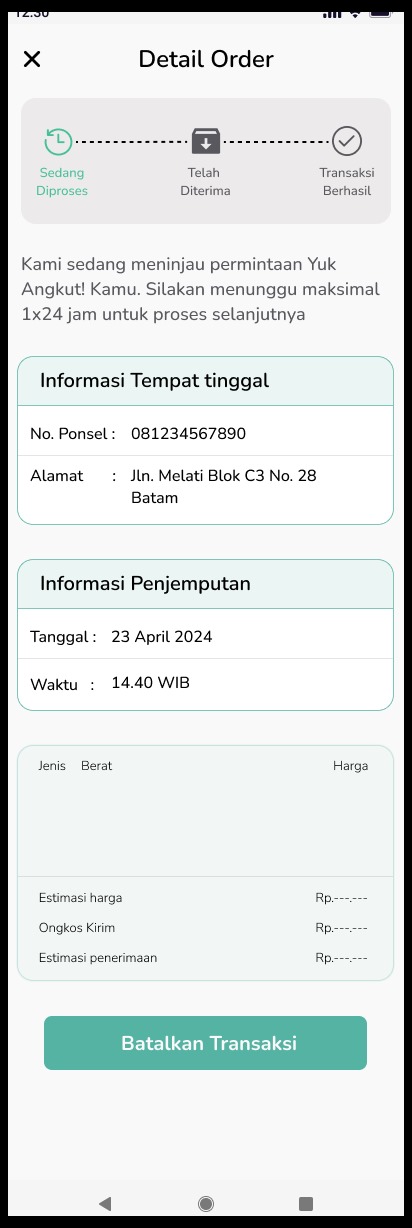 12.30
Detail Order
Sedang Diproses
Telah Diterima
Transaksi Berhasil
Kami sedang meninjau permintaan Yuk
Angkut! Kamu. Silakan menunggu maksimal
1x24 jam untuk proses selanjutnya
Informasi Tempat tinggal
No. Ponsel : 081234567890
Alamat : Jln. Melati Blok C3 No. 28
Batam
Informasi Penjemputan
Tanggal : 23 April 2024
Waktu : 14.40 WIB
Jenis Berat Harga
Estimasi harga Rp.---.---
Ongkos Kirim Rp.---.---
Estimasi penerimaan Rp.---.---
Batalkan Transaksi